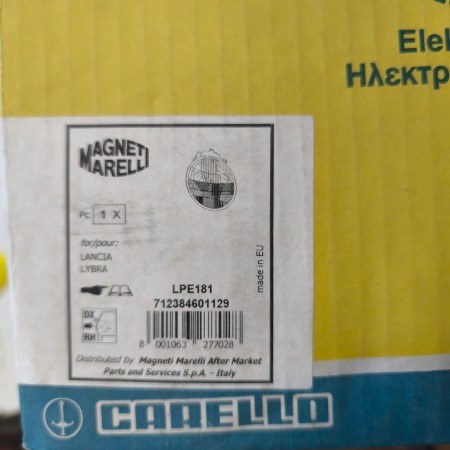 Elek
Ηλεκτρ
MAGNETI
MARELLI
Pc 1 X
for/pour:
LANCIA
LYBRA
made in EU
LPE181
712384601129
DX
RH
8 001063 277028
Distributed by Magneti Marelli After Market
Parts and Services S.p.A. - Italy
CARELLO